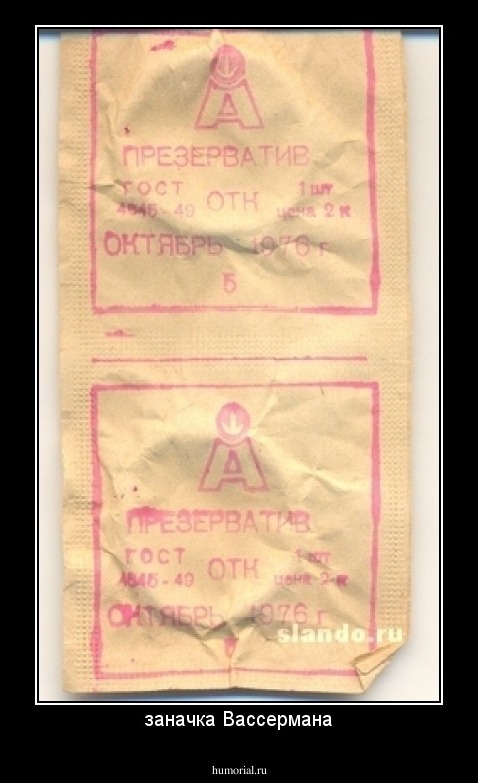 А
ПРЕЗЕРВАТИВ
ГОСТ ОТК 1 шт
4645-49 цена 2 к
ОКТЯБРЬ 1976 г
Б
А
ПРЕЗЕРВАТИВ
ГОСТ ОТК 1 шт
4645-49 цена 2 к
ОКТЯБРЬ 1976 г
slando.ru
заначка Вассермана
humorial.ru